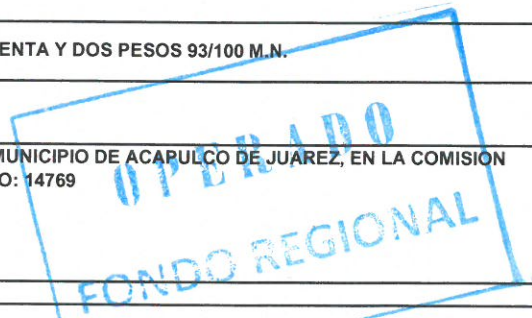 ENTA Y DOS PESOS 93/100 M.N.
MUNICIPIO DE ACAPULCO DE JUAREZ, EN LA COMISION
O: 14769
OPERADO
FONDO REGIONAL